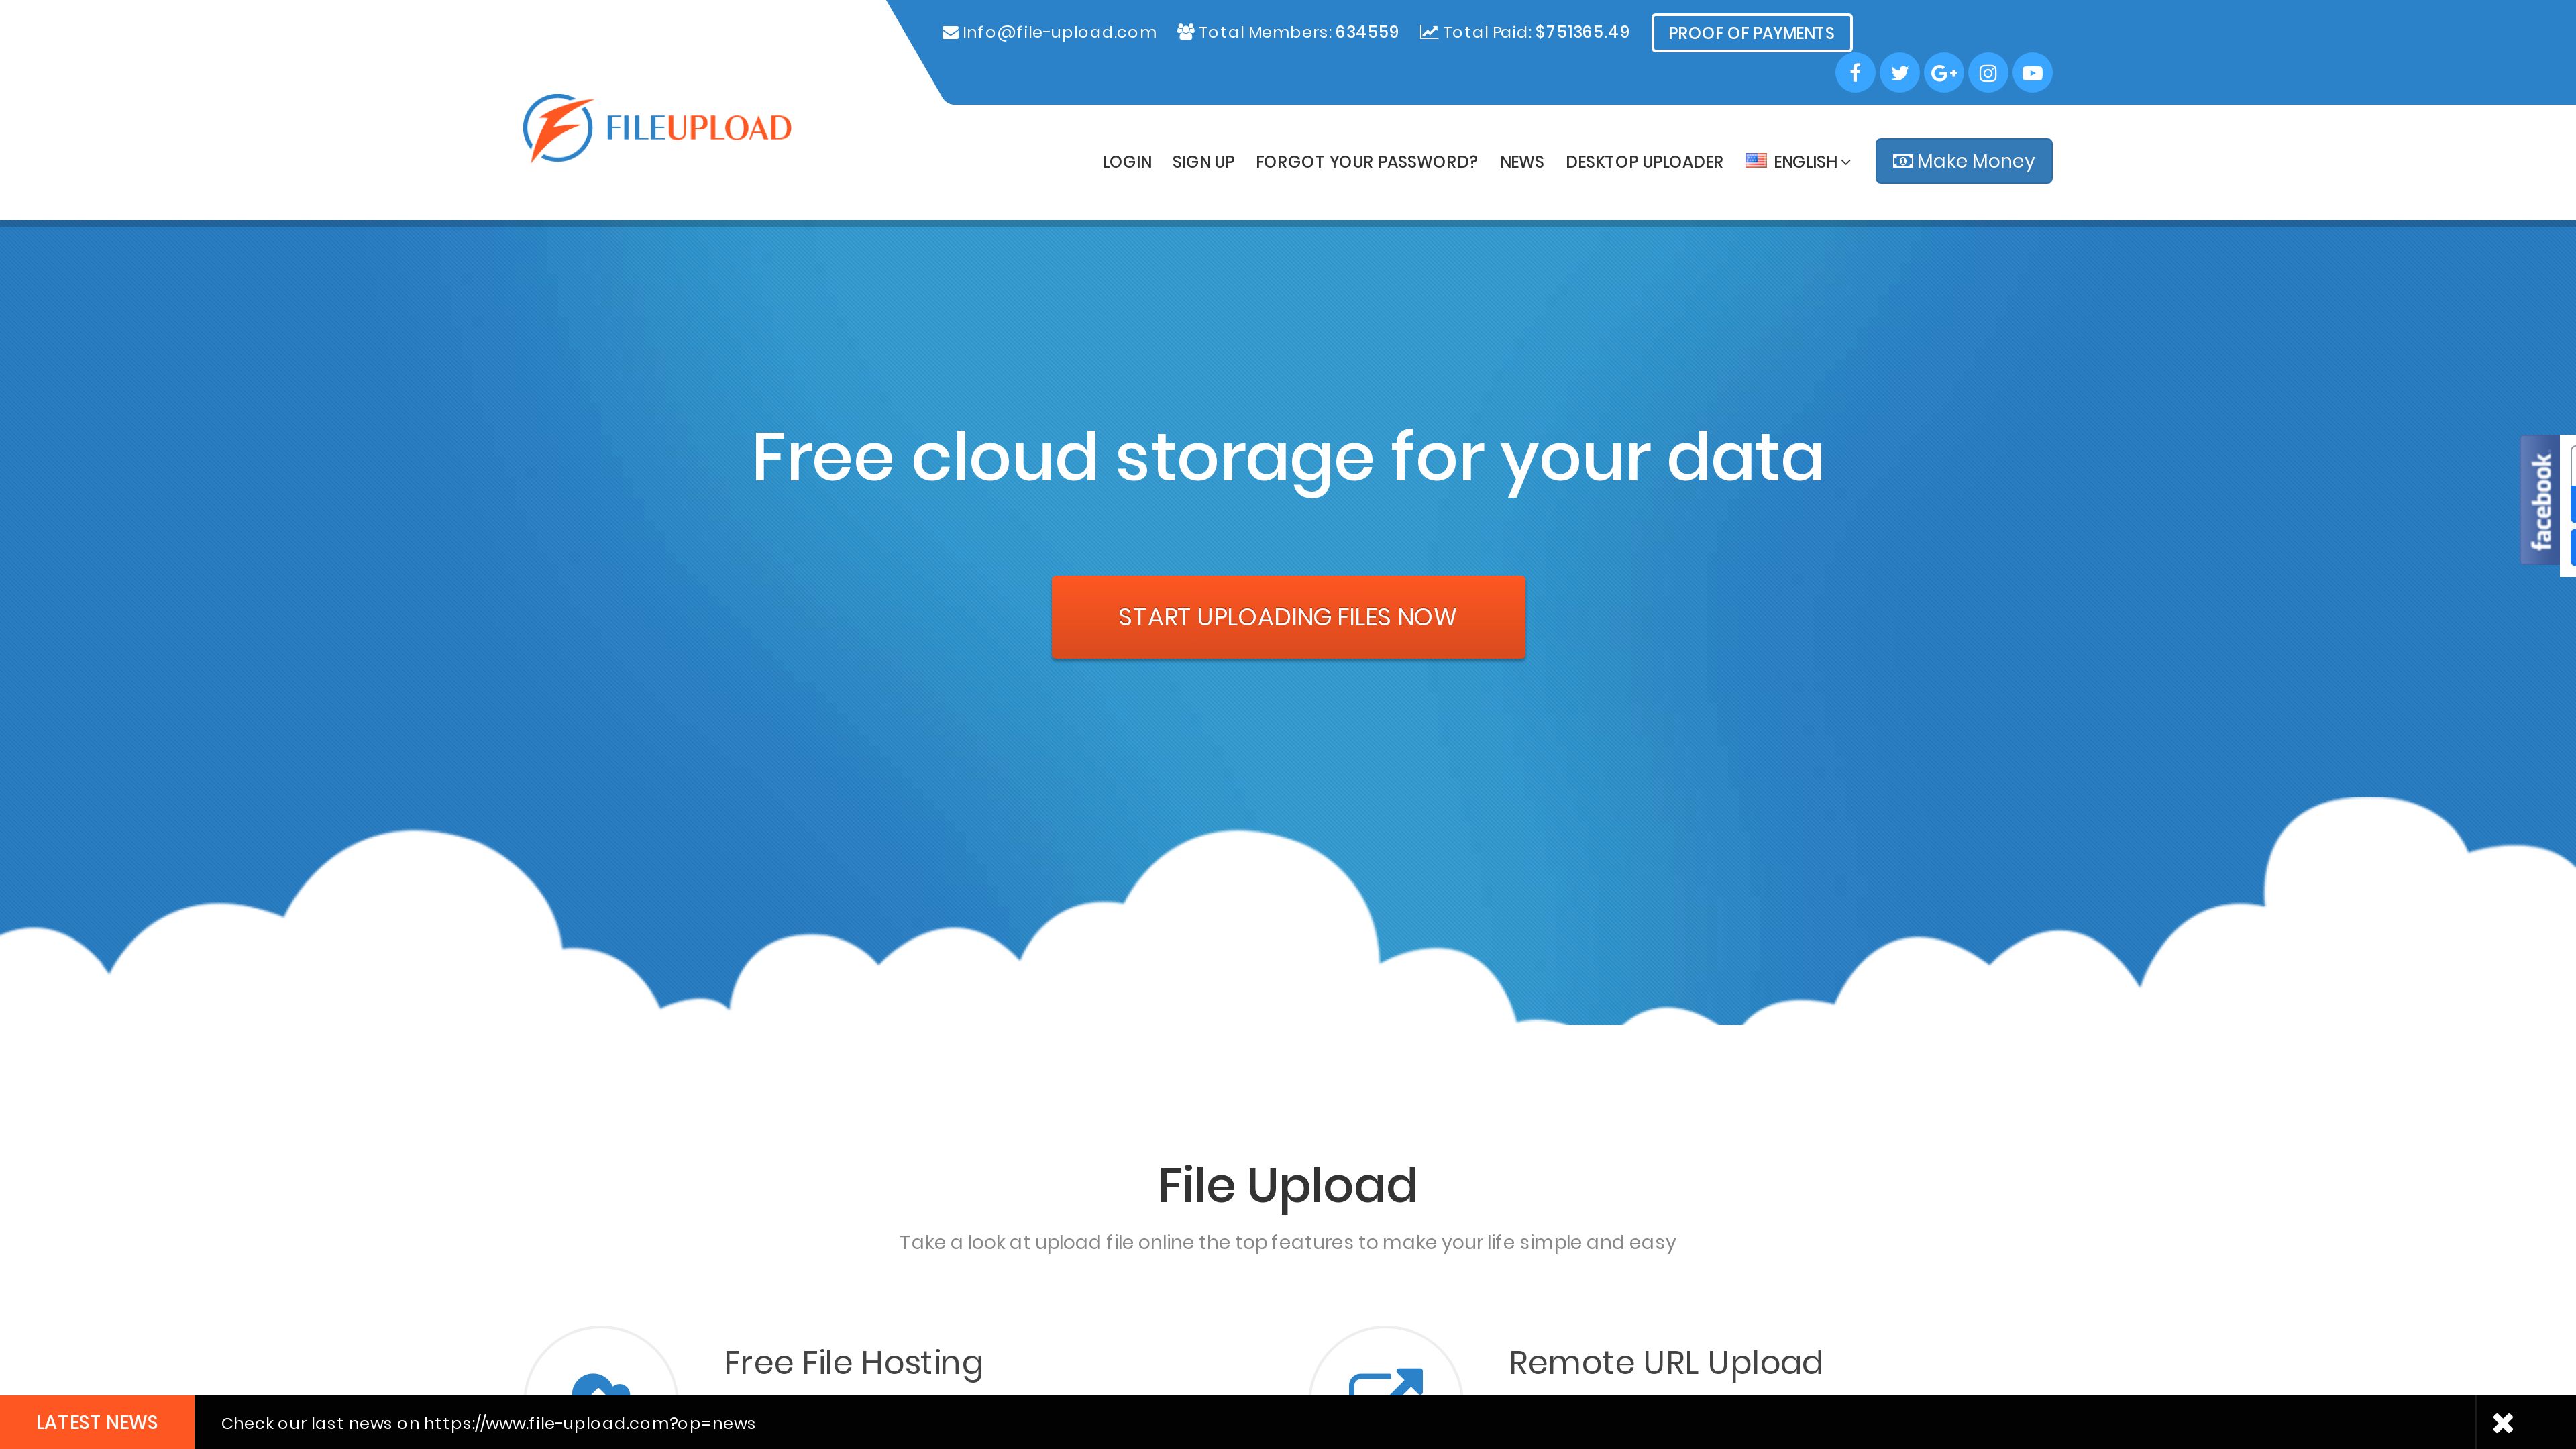 Info@file-upload.com Total Members: 634559 Total Paid: $751365.49 PROOF OF PAYMENTS
FILEUPLOAD
LOGIN SIGN UP FORGOT YOUR PASSWORD? NEWS DESKTOP UPLOADER ENGLISH Make Money
Free cloud storage for your data
facebook
START UPLOADING FILES NOW
File Upload
Take a look at upload file online the top features to make your life simple and easy
Free File Hosting Remote URL Upload
LATEST NEWS Check our last news on https://www.file-upload.com?op=news